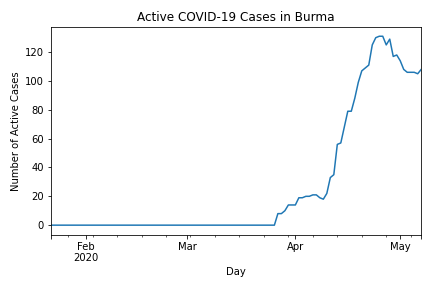 Active COVID-19 Cases in Burma
Number of Active Cases
120
100
80
60
40
20
0
Feb
2020
Mar
Apr
May
Day